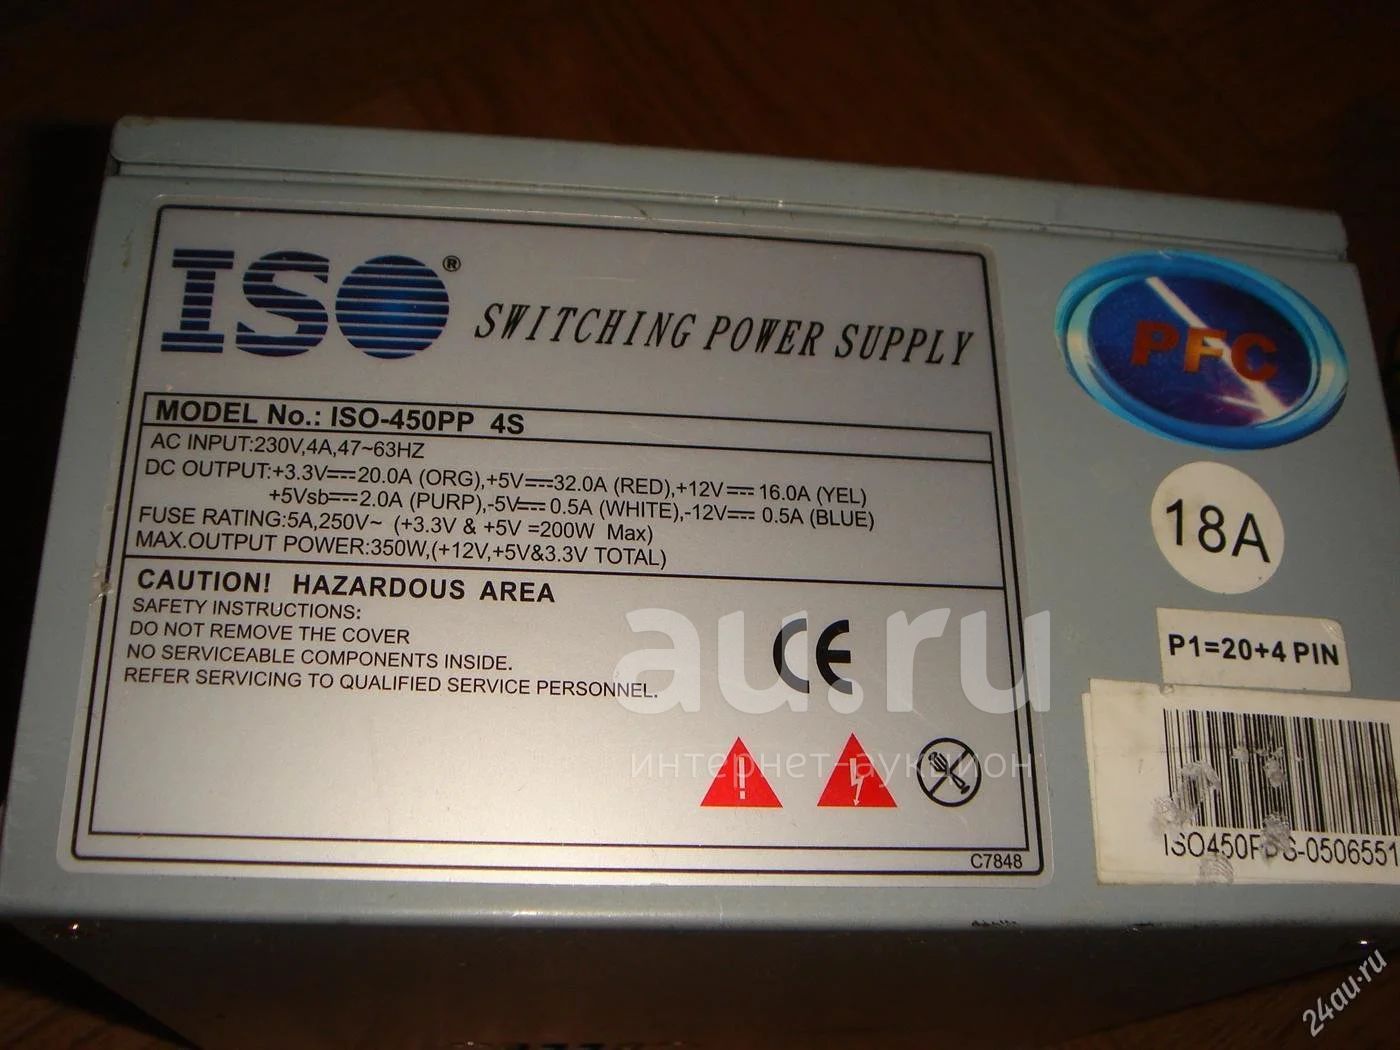 ISO®
SWITCHING POWER SUPPLY
PFC
MODEL No.: ISO-450PP 4S
AC INPUT:230V,4A,47~63HZ
DC OUTPUT:+3.3V⎓20.0A (ORG),+5V⎓32.0A (RED),+12V⎓16.0A (YEL)
+5Vsb⎓2.0A (PURP),-5V⎓0.5A (WHITE),-12V⎓0.5A (BLUE)
FUSE RATING:5A,250V~ (+3.3V & +5V =200W Max)
MAX.OUTPUT POWER:350W,(+12V,+5V&3.3V TOTAL)
18A
CAUTION! HAZARDOUS AREA
SAFETY INSTRUCTIONS:
DO NOT REMOVE THE COVER
NO SERVICEABLE COMPONENTS INSIDE.
REFER SERVICING TO QUALIFIED SERVICE PERSONNEL.
CE
P1=20+4 PIN
au.ru
интернет-аукцион
C7848
24au.ru